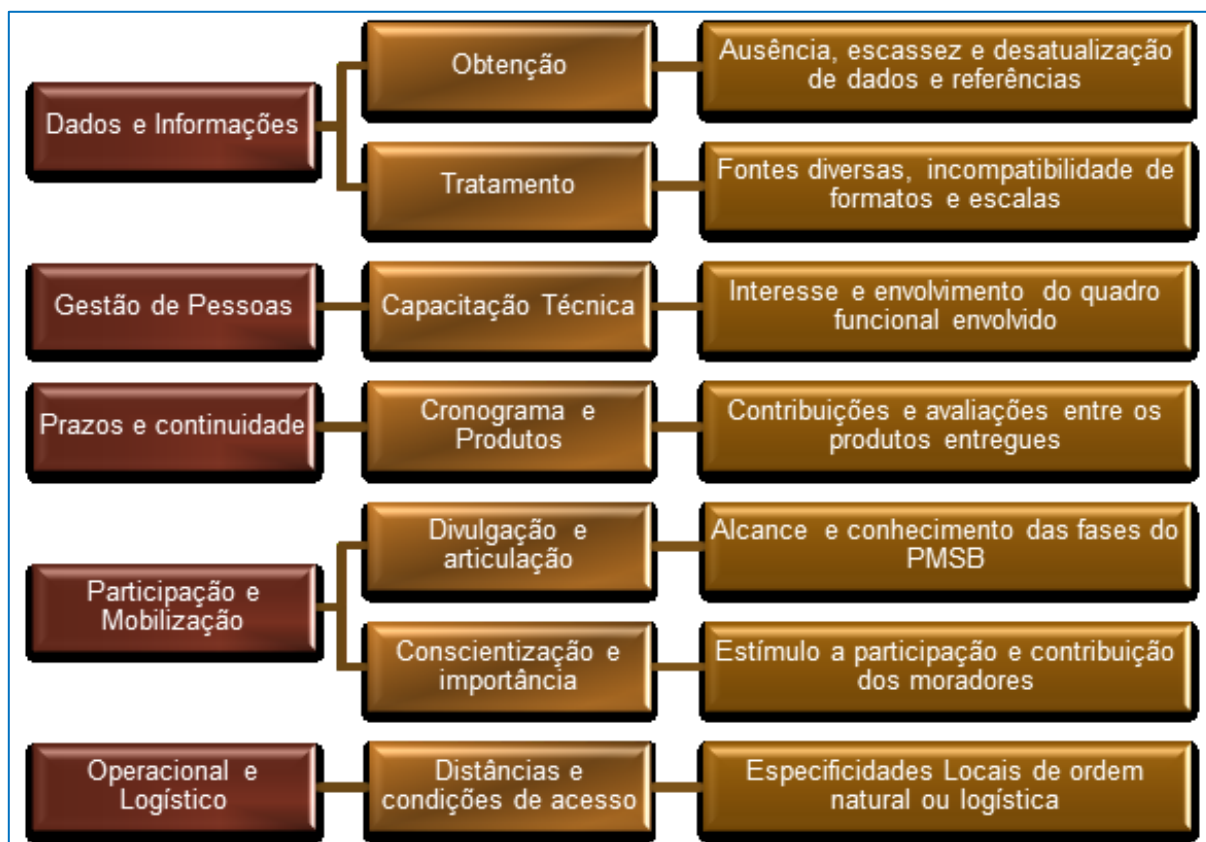 Dados e Informações
Obtenção
Ausência, escassez e desatualização
de dados e referências
Tratamento
Fontes diversas, incompatibilidade de
formatos e escalas
Gestão de Pessoas
Capacitação Técnica
Interesse e envolvimento do quadro
funcional envolvido
Prazos e continuidade
Cronograma e
Produtos
Contribuições e avaliações entre os
produtos entregues
Participação e
Mobilização
Divulgação e
articulação
Alcance e conhecimento das fases do
PMSB
Conscientização e
importância
Estímulo a participação e contribuição
dos moradores
Operacional e
Logístico
Distâncias e
condições de acesso
Especificidades Locais de ordem
natural ou logística